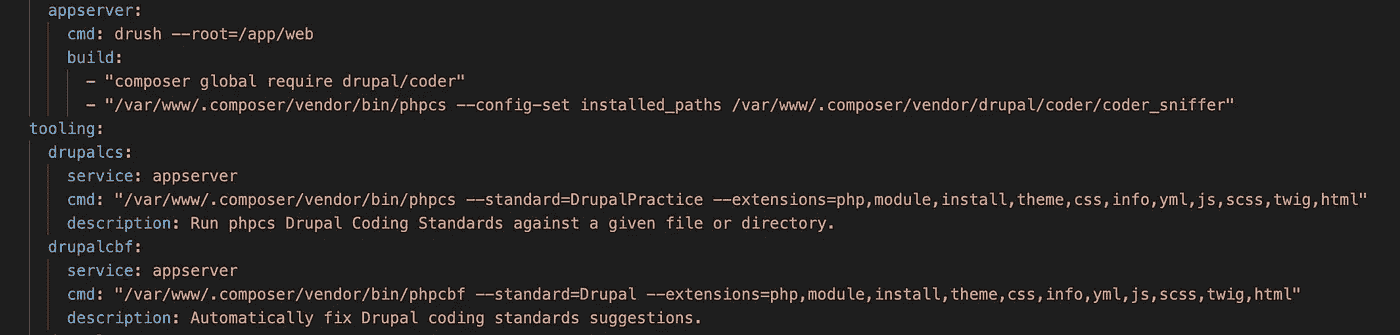 appserver:
cmd: drush --root=/app/web
build:
- "composer global require drupal/coder"
- "/var/www/.composer/vendor/bin/phpcs --config-set installed_paths /var/www/.composer/vendor/drupal/coder/coder_sniffer"
tooling:
drupalcs:
service: appserver
cmd: "/var/www/.composer/vendor/bin/phpcs --standard=DrupalPractice --extensions=php,module,install,theme,css,info,yml,js,scss,twig,html"
description: Run phpcs Drupal Coding Standards against a given file or directory.
drupalcbf:
service: appserver
cmd: "/var/www/.composer/vendor/bin/phpcbf --standard=Drupal --extensions=php,module,install,theme,css,info,yml,js,scss,twig,html"
description: Automatically fix Drupal coding standards suggestions.